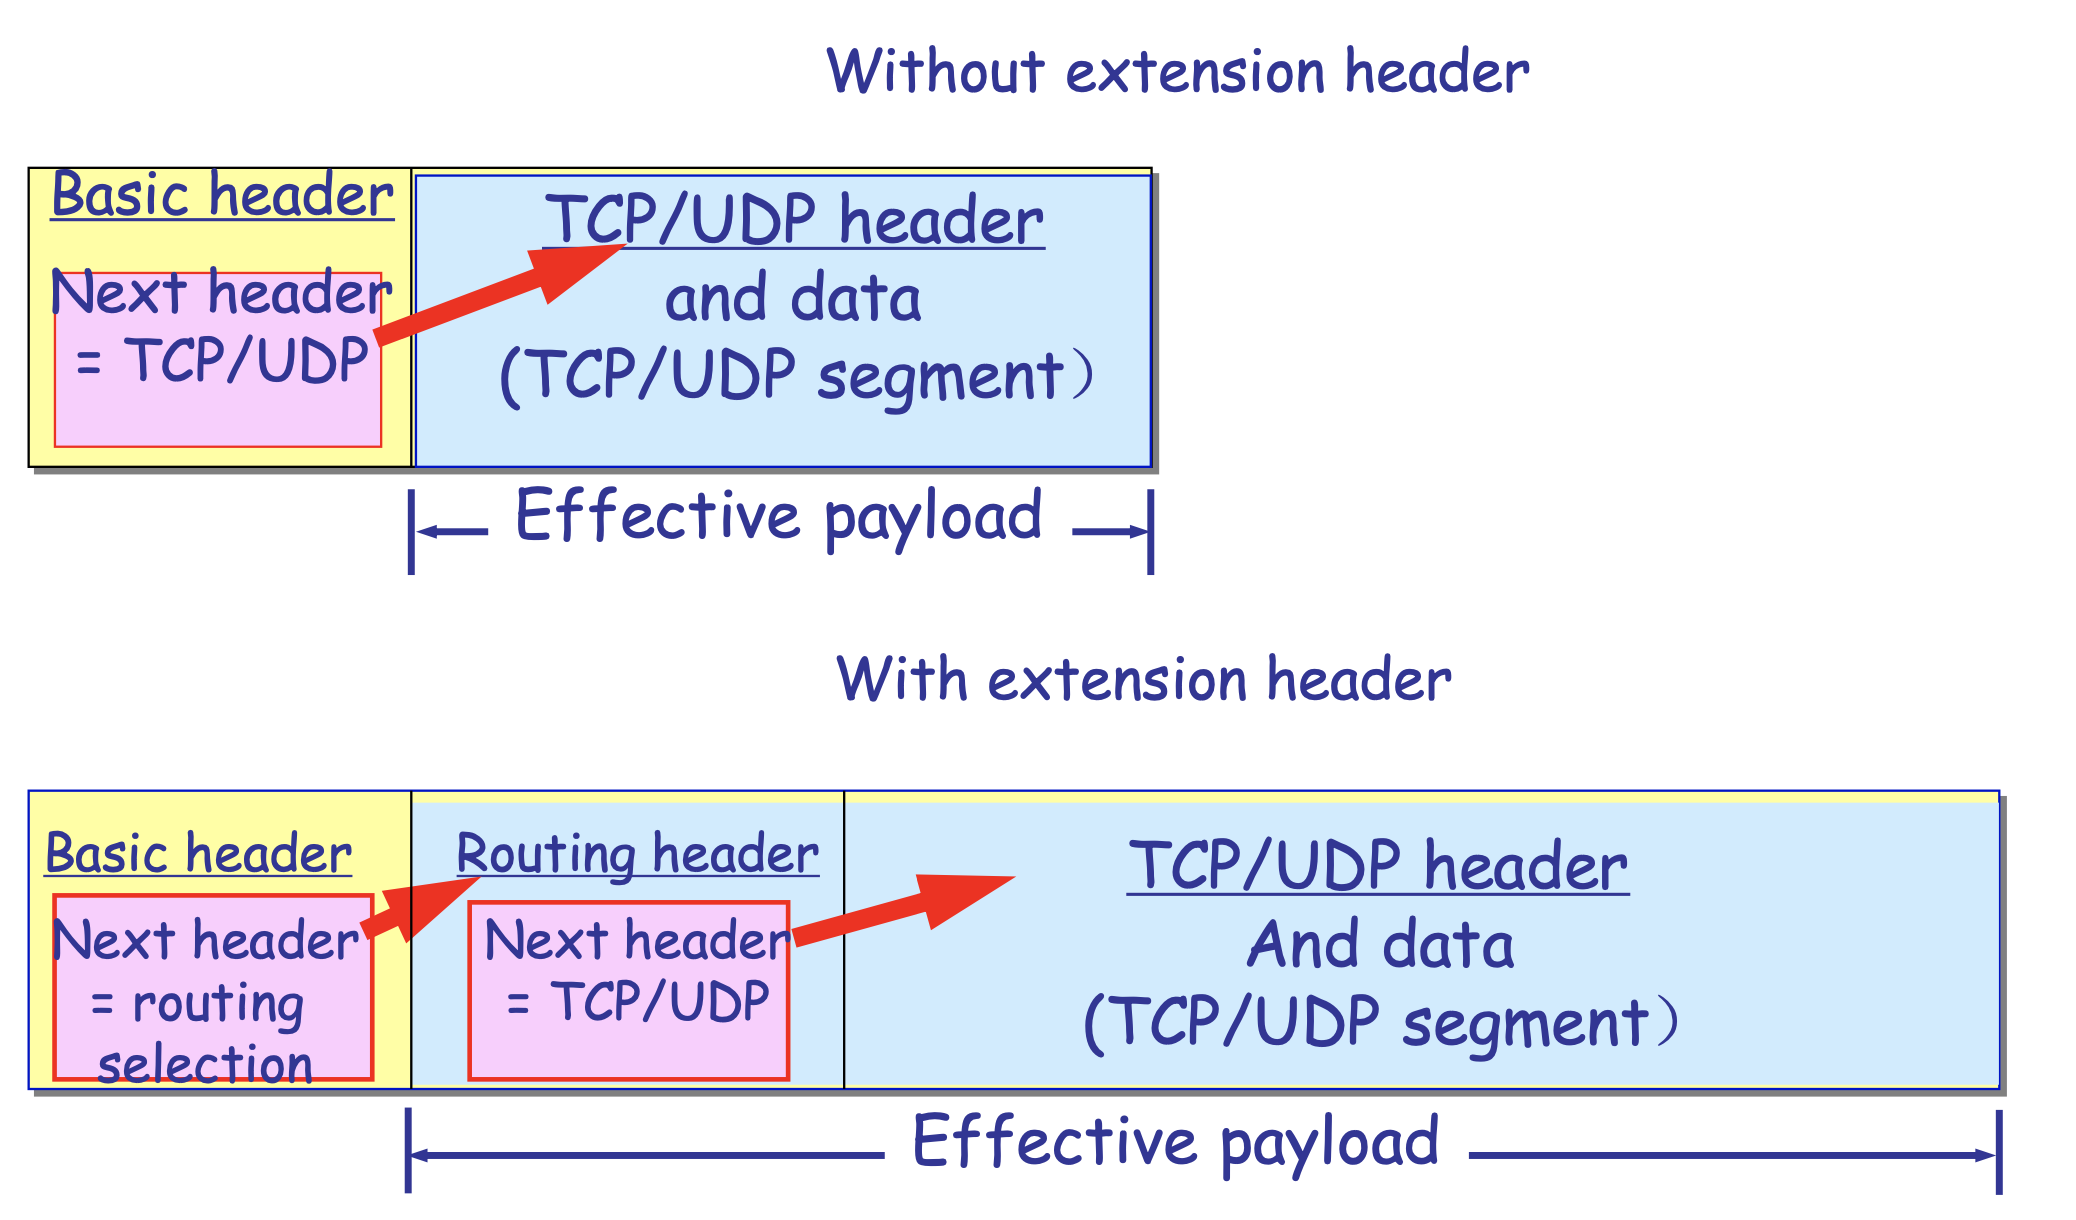 Without extension header
Basic header
Next header
= TCP/UDP
TCP/UDP header
and data
(TCP/UDP segment）
Effective payload
With extension header
Basic header
Next header
= routing
selection
Routing header
Next header
= TCP/UDP
TCP/UDP header
And data
(TCP/UDP segment）
Effective payload